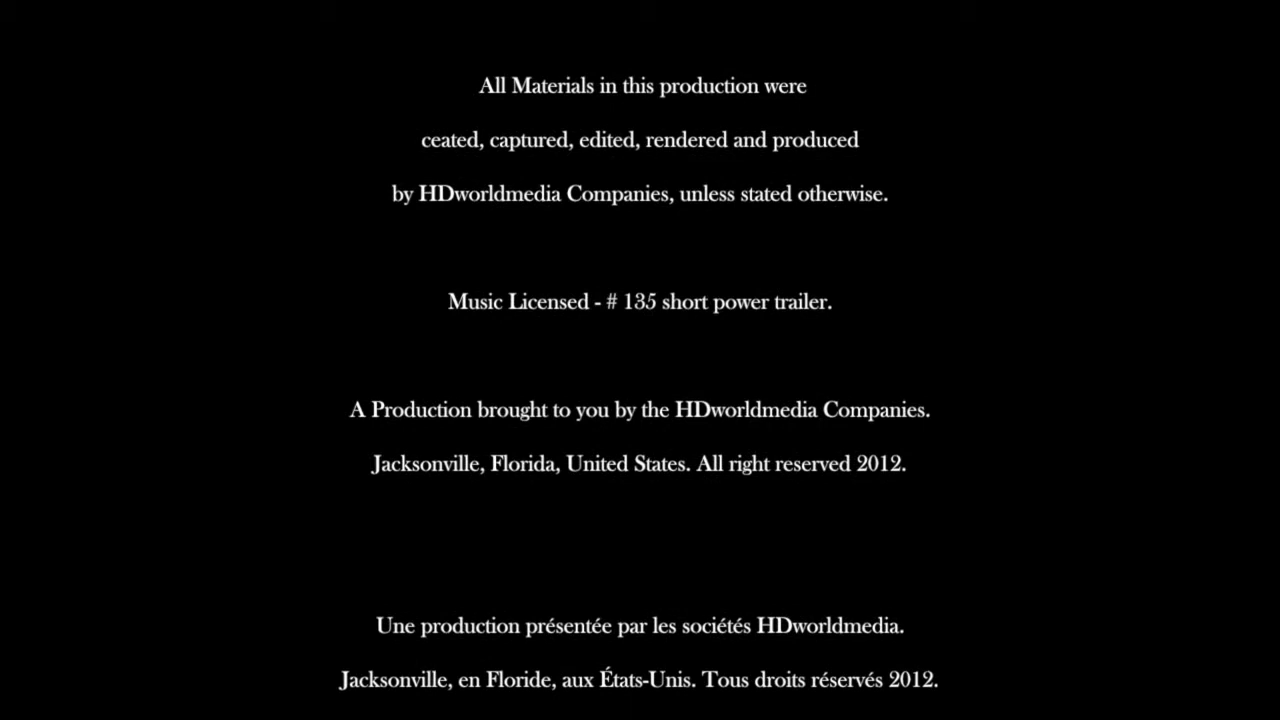 All Materials in this production were
ceated, captured, edited, rendered and produced
by HDworldmedia Companies, unless stated otherwise.
Music Licensed - # 135 short power trailer.
A Production brought to you by the HDworldmedia Companies.
Jacksonville, Florida, United States. All right reserved 2012.
Une production présentée par les sociétés HDworldmedia.
Jacksonville, en Floride, aux États-Unis. Tous droits réservés 2012.